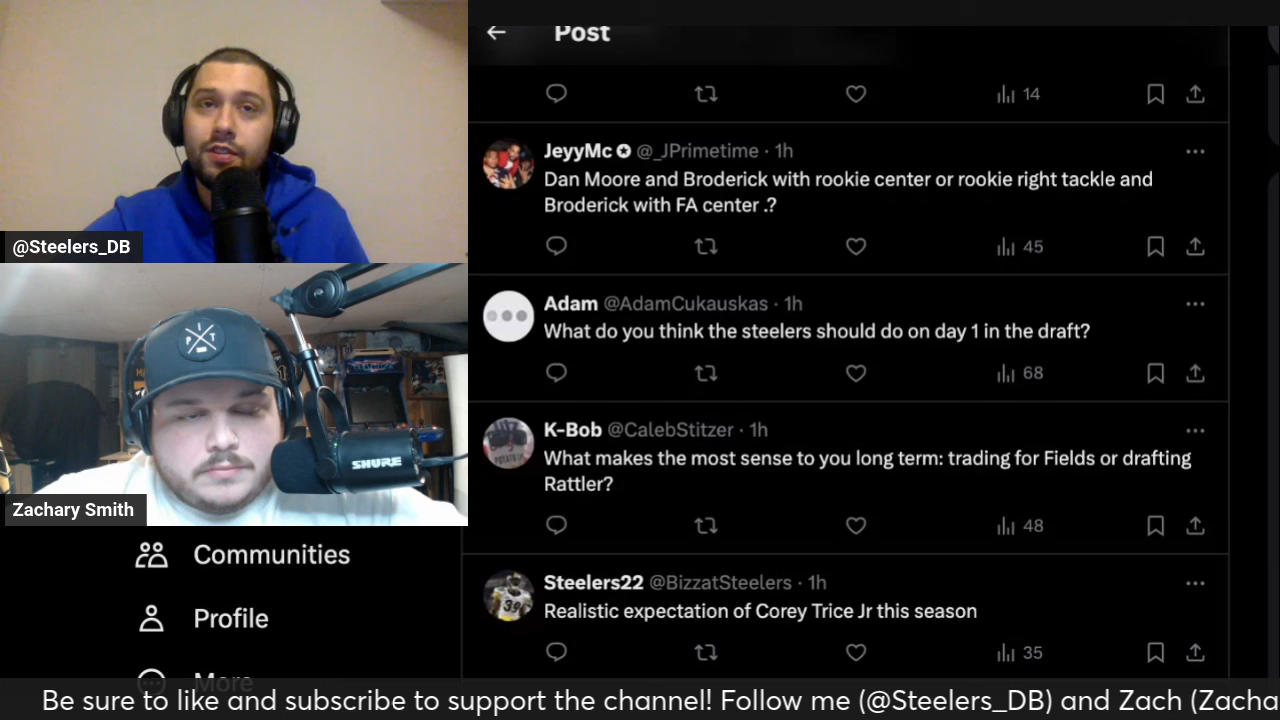 Post
14
JeyyMc @_JPrimetime · 1h
Dan Moore and Broderick with rookie center or rookie right tackle and
Broderick with FA center .?
45
@Steelers_DB
Adam @AdamCukauskas · 1h
What do you think the steelers should do on day 1 in the draft?
68
PIT
SHURE
K-Bob @CalebStitzer · 1h
What makes the most sense to you long term: trading for Fields or drafting
Rattler?
48
Zachary Smith
Communities
Profile
More
Steelers22 @BizzatSteelers · 1h
39
Realistic expectation of Corey Trice Jr this season
35
Be sure to like and subscribe to support the channel! Follow me (@Steelers_DB) and Zach (Zacha